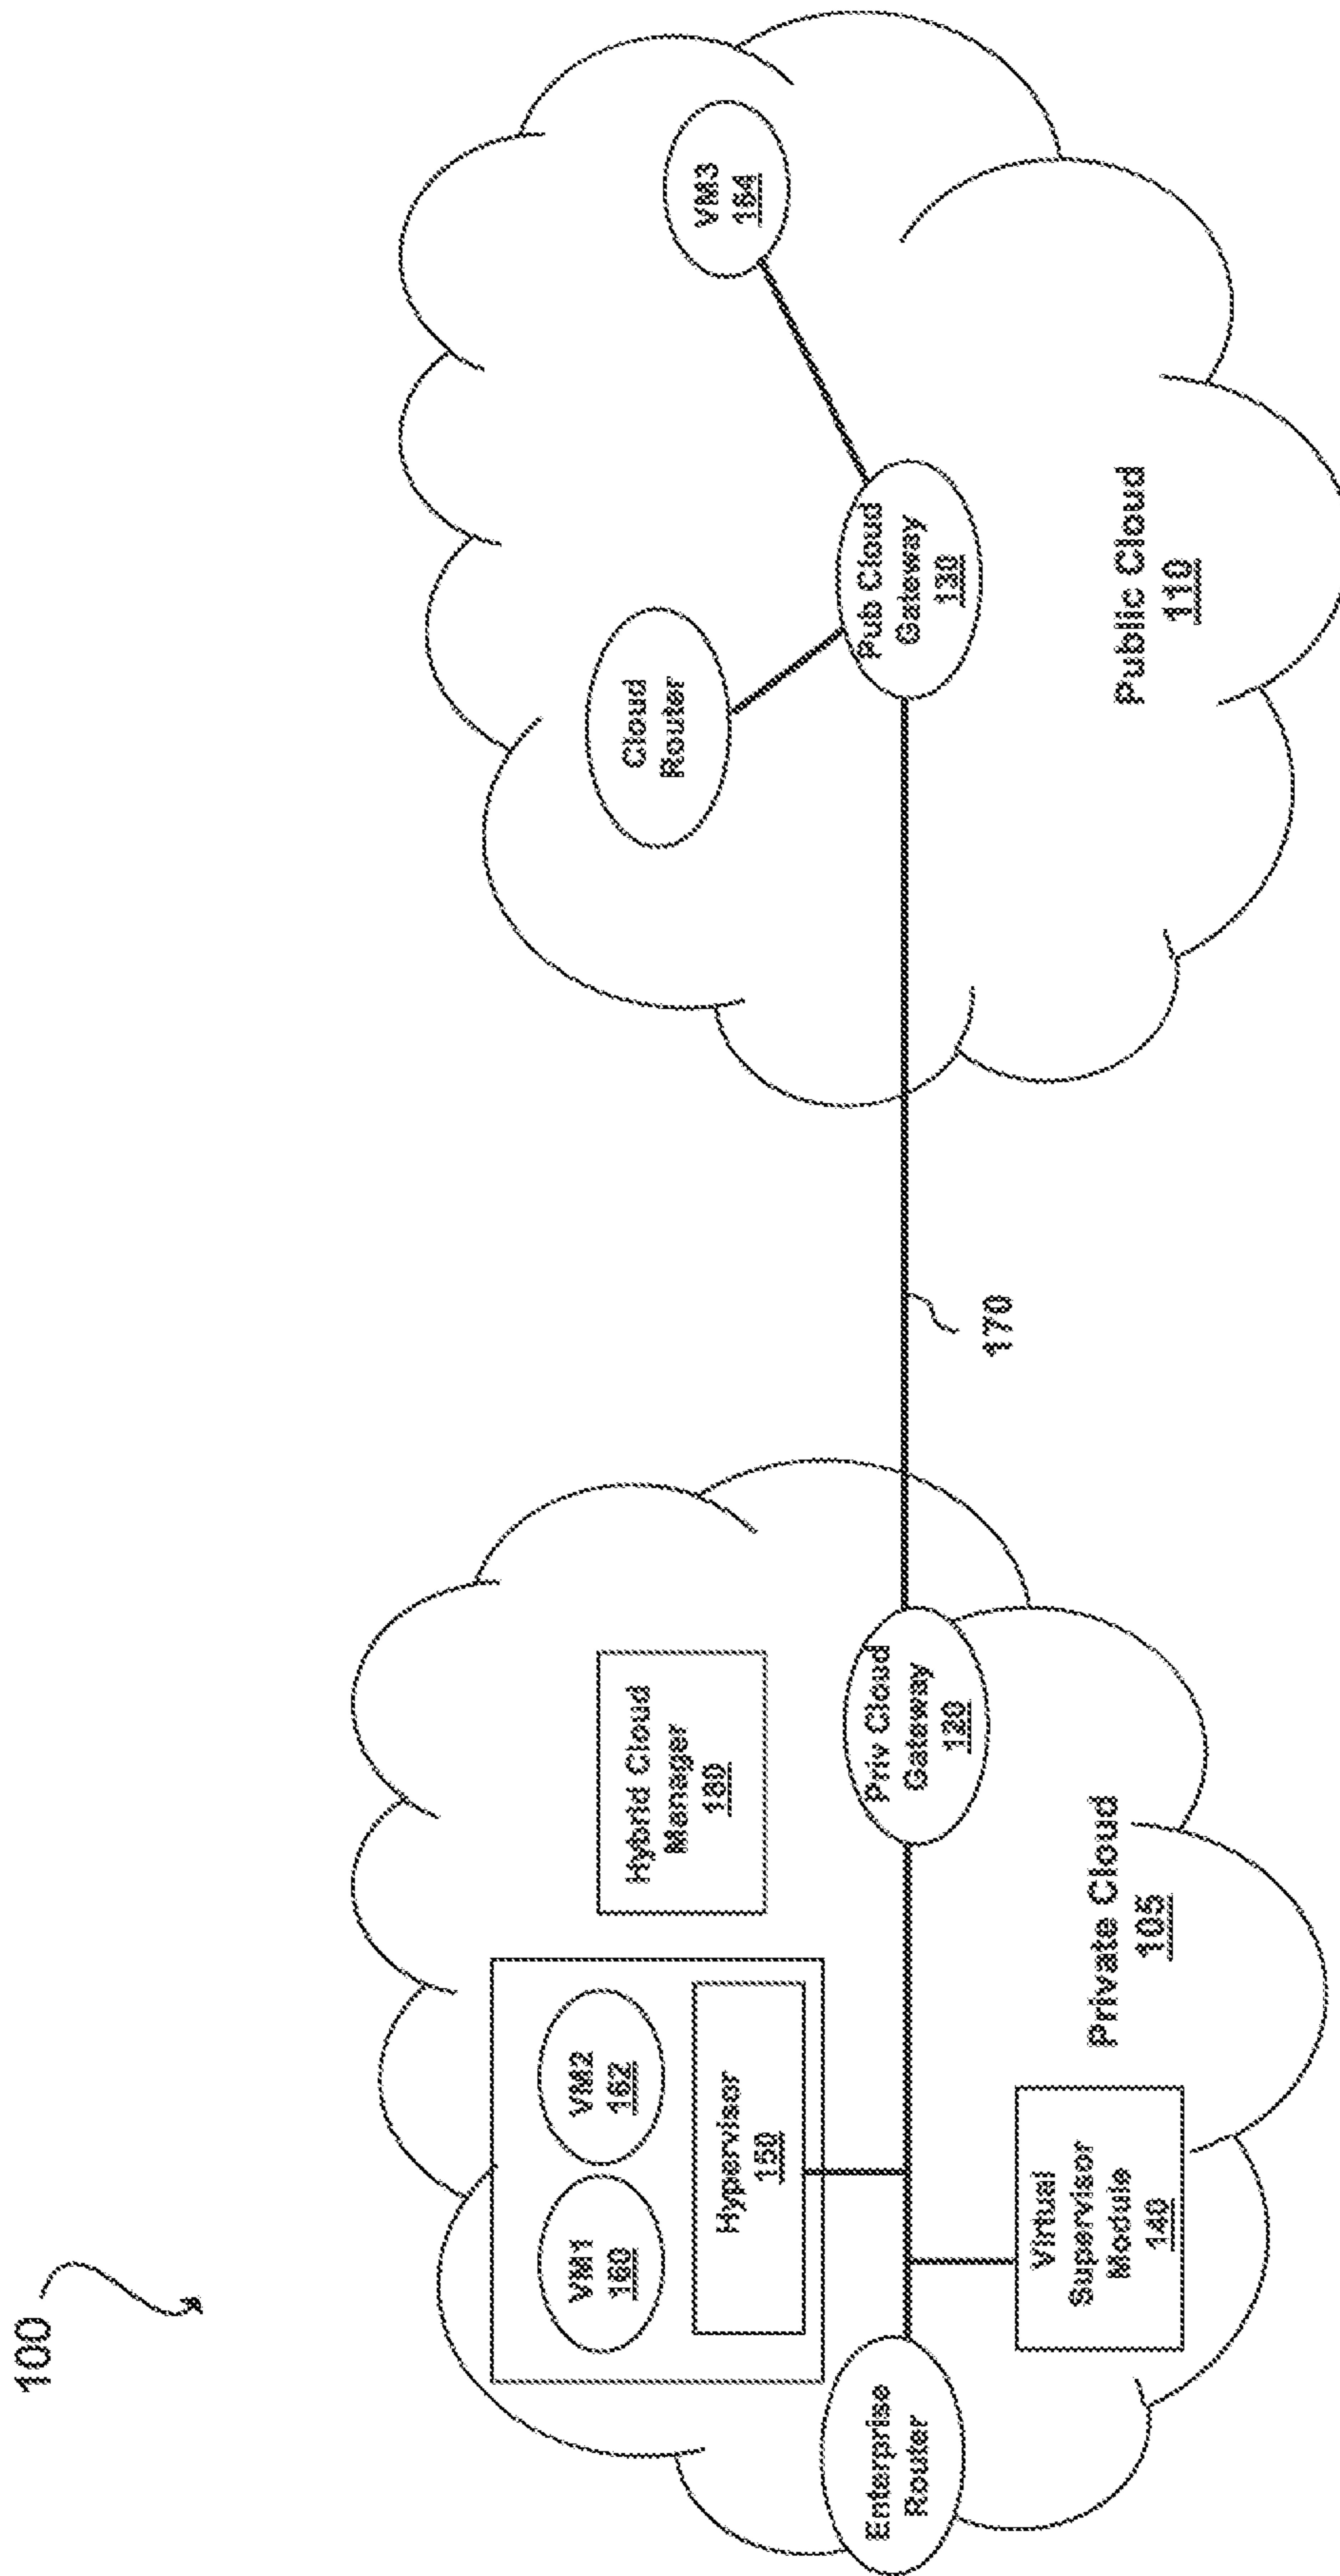 100
VM1
160
VM2
162
Hypervisor
150
Hybrid Cloud
Manager
180
Enterprise
Router
Virtual
Supervisor
Module
140
Priv Cloud
Gateway
120
Private Cloud
105
170
Cloud
Router
VM3
164
Pub Cloud
Gateway
130
Public Cloud
110